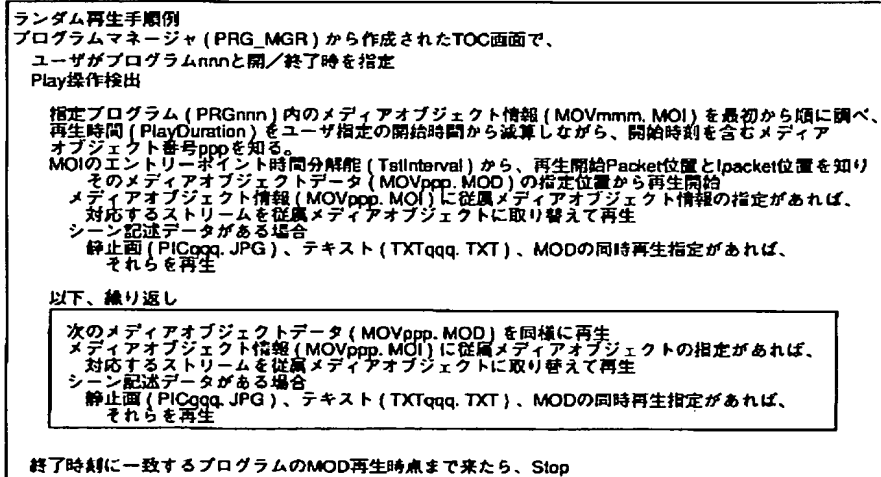 ランダム再生手順例
プログラムマネージャ ( PRG_MGR ) から作成されたTOC画面で、
ユーザがプログラムnnnと開／終了時を指定
Play操作検出
指定プログラム ( PRGnnn ) 内のメディアオブジェクト情報 ( MOVmmm. MOI ) を最初から順に調べ、
再生時間 ( PlayDuration ) をユーザ指定の開始時間から減算しながら、開始時刻を含むメディア
オブジェクト番号pppを知る。
MOIのエントリーポイント時間分解能 ( TstInterval ) から、再生開始Packet位置とIpacket位置を知り
そのメディアオブジェクトデータ ( MOVppp. MOD ) の指定位置から再生開始
メディアオブジェクト情報 ( MOVppp. MOI ) に従属メディアオブジェクト情報の指定があれば、
対応するストリームを従属メディアオブジェクトに取り替えて再生
シーン記述データがある場合
静止画 ( PICqqq. JPG ) 、テキスト ( TXTqqq. TXT ) 、MODの同時再生指定があれば、
それらを再生
以下、繰り返し
次のメディアオブジェクトデータ ( MOVppp. MOD ) を同様に再生
メディアオブジェクト情報 ( MOVppp. MOI ) に従属メディアオブジェクトの指定があれば、
対応するストリームを従属メディアオブジェクトに取り替えて再生
シーン記述データがある場合
静止画 ( PICqqq. JPG ) 、テキスト ( TXTqqq. TXT ) 、MODの同時再生指定があれば、
それらを再生
終了時刻に一致するプログラムのMOD再生時点まで来たら、Stop